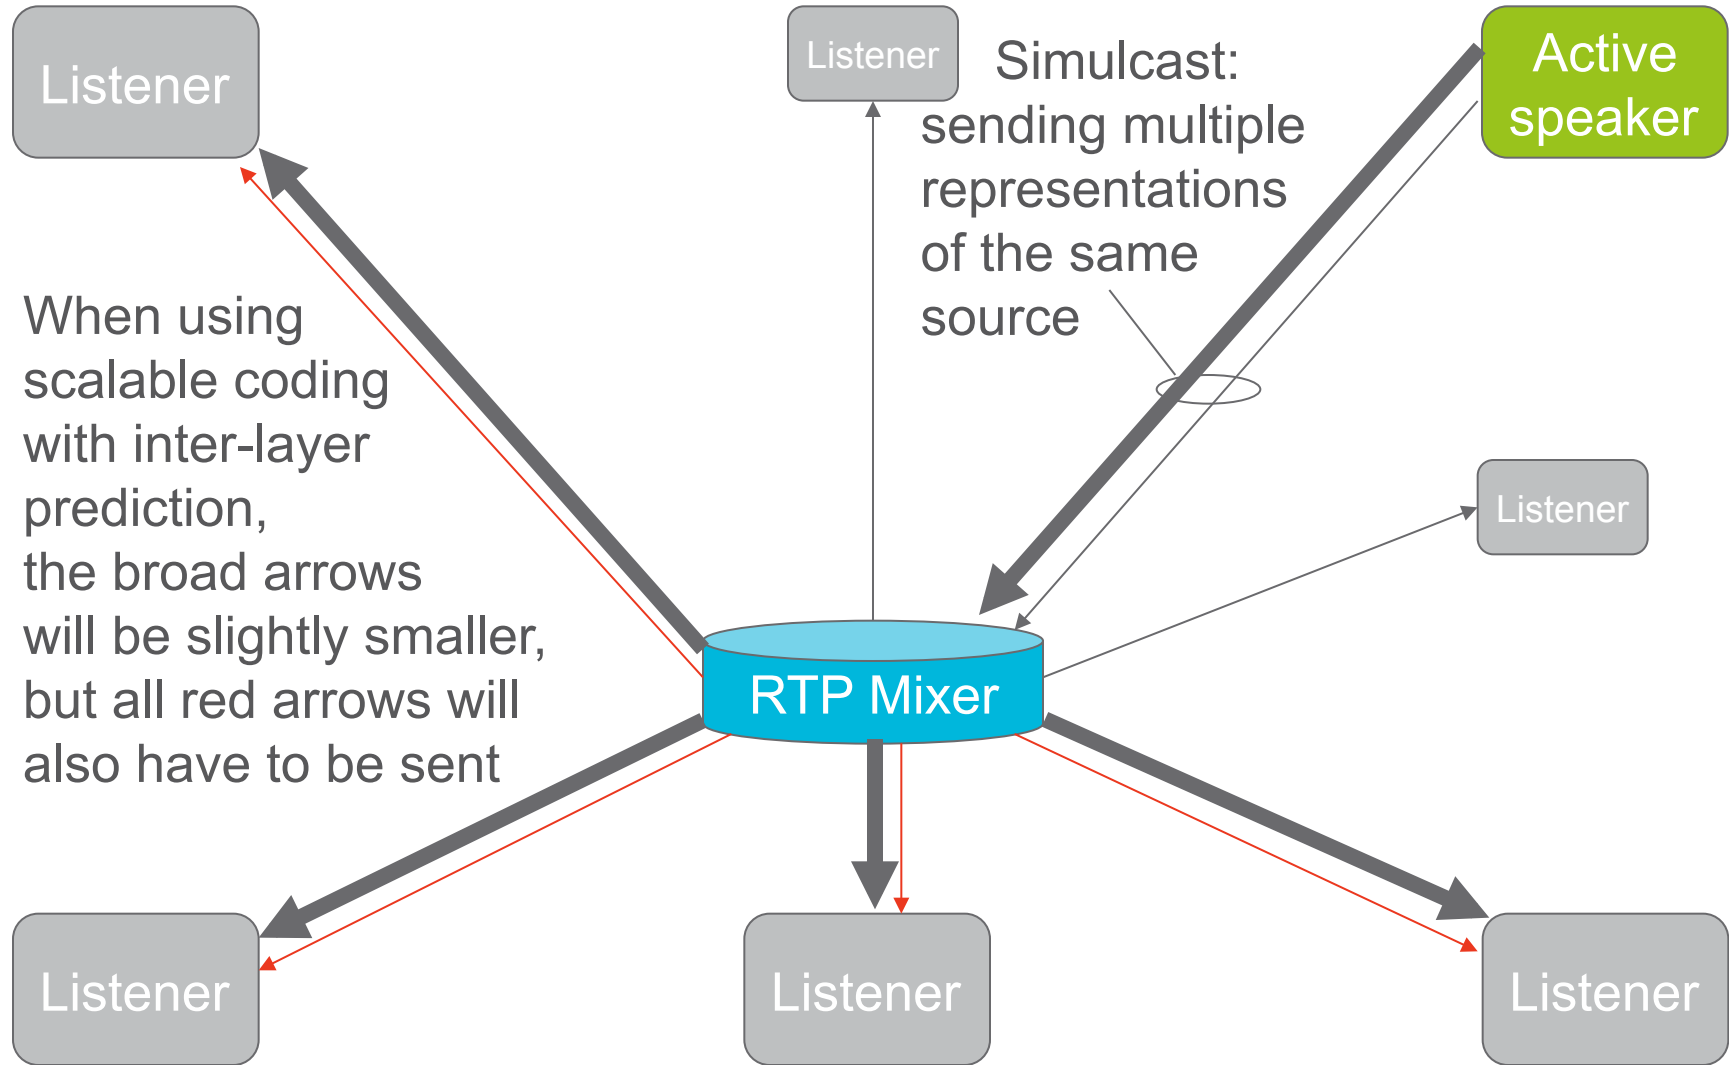 Listener
Listener
Simulcast:
sending multiple
representations
of the same
source
Active
speaker
When using
scalable coding
with inter-layer
prediction,
the broad arrows
will be slightly smaller,
but all red arrows will
also have to be sent
Listener
RTP Mixer
Listener
Listener
Listener